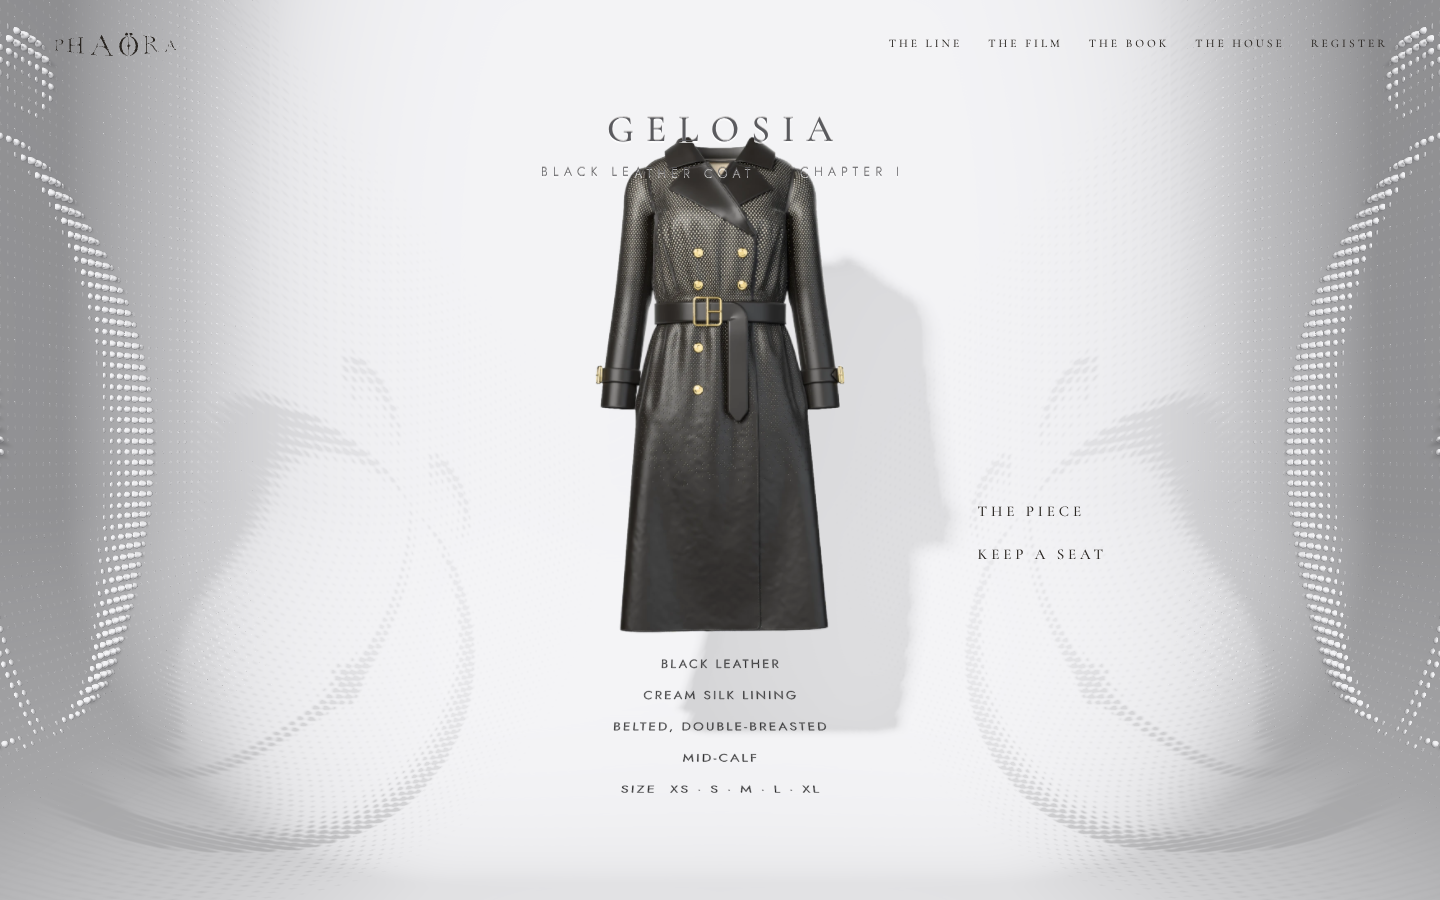 PHAÖRA
THE LINE THE FILM THE BOOK THE HOUSE REGISTER
GELOSIA
BLACK LEATHER COAT CHAPTER I
THE PIECE
KEEP A SEAT
BLACK LEATHER
CREAM SILK LINING
BELTED, DOUBLE-BREASTED
MID-CALF
SIZE XS · S · M · L · XL